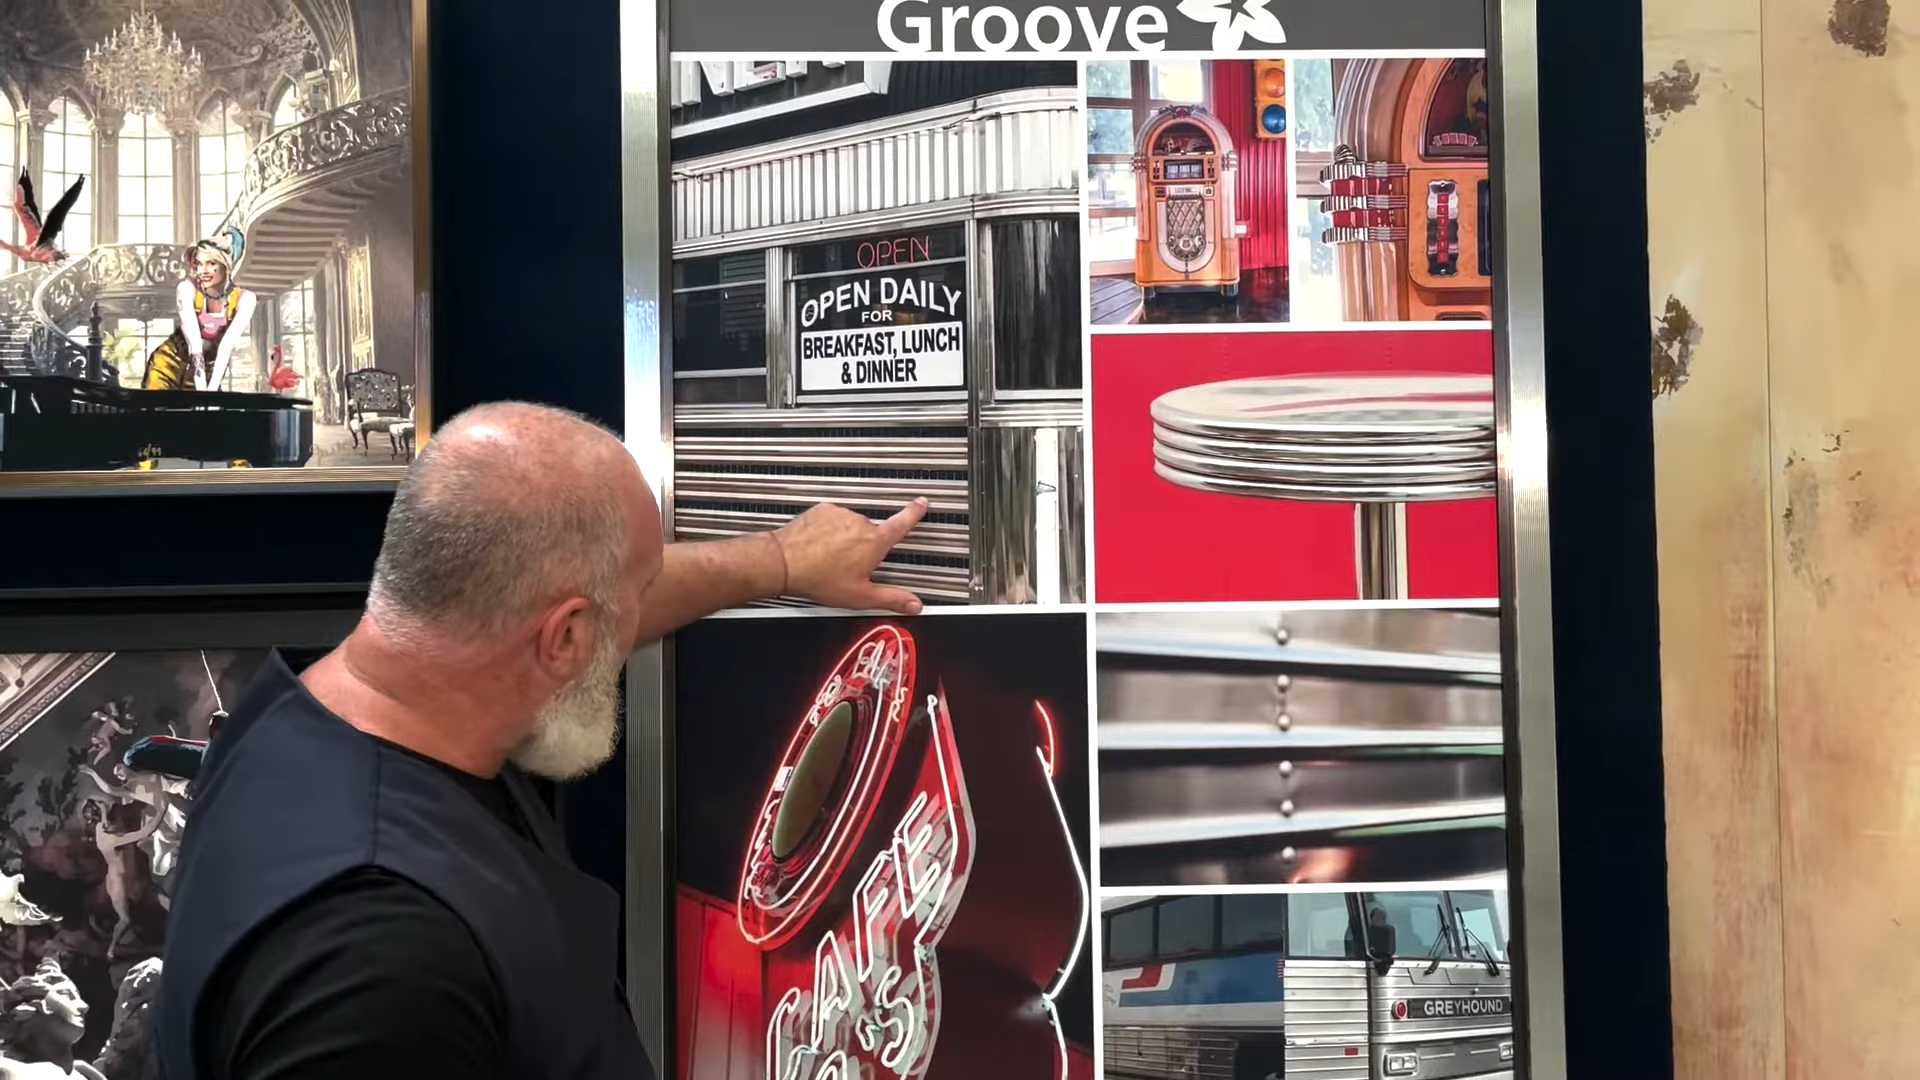 Groove
OPEN
OPEN DAILY
FOR
BREAKFAST, LUNCH
& DINNER
CAFE
GREYHOUND